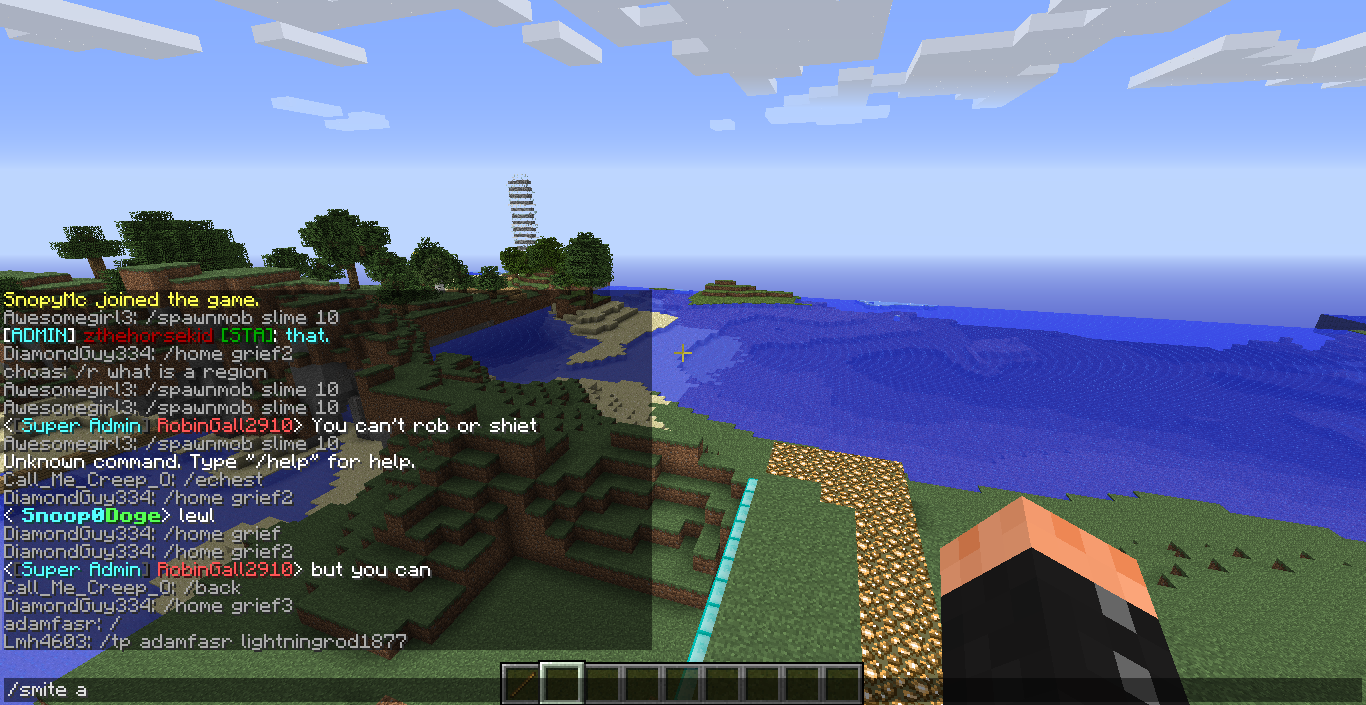 SnopyMc joined the game.
Awesomegirl3: /spawnmob slime 10
[ADMIN] zthehorsekid [STA]: that.
DiamondGuy334: /home grief2
choas: /r what is a region
Awesomegirl3: /spawnmob slime 10
Awesomegirl3: /spawnmob slime 10
<[Super Admin] RobinGall2910> You can't rob or shiet
Awesomegirl3: /spawnmob slime 10
Unknown command. Type "/help" for help.
Call_Me_Creep_O: /echest
DiamondGuy334: /home grief2
< Snoop0Doge> lewl
DiamondGuy334: /home grief
DiamondGuy334: /home grief2
<[Super Admin] RobinGall2910> but you can
Call_Me_Creep_O: /back
DiamondGuy334: /home grief3
adamfasr: /
Lmh4603: /tp adamfasr lightningrod1877
/smite a